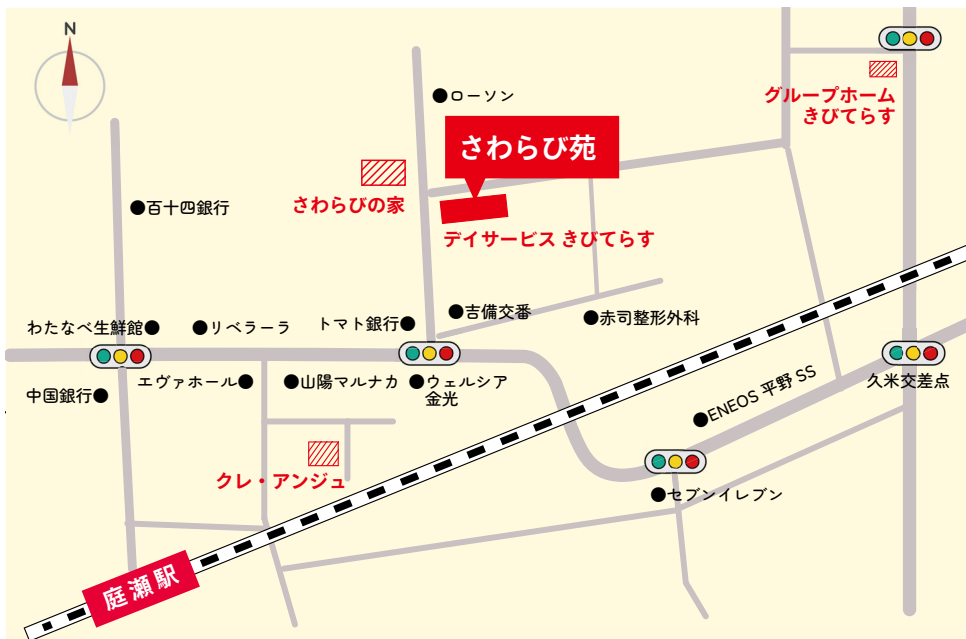 N
ローソン
グループホーム
きびてらす
さわらび苑
さわらびの家
百十四銀行
デイサービス きびてらす
吉備交番
赤司整形外科
わたなべ生鮮館
リベラーラ
トマト銀行
中国銀行
エヴァホール
山陽マルナカ
ウェルシア
金光
久米交差点
ENEOS 平野 SS
クレ・アンジュ
セブンイレブン
庭瀬駅